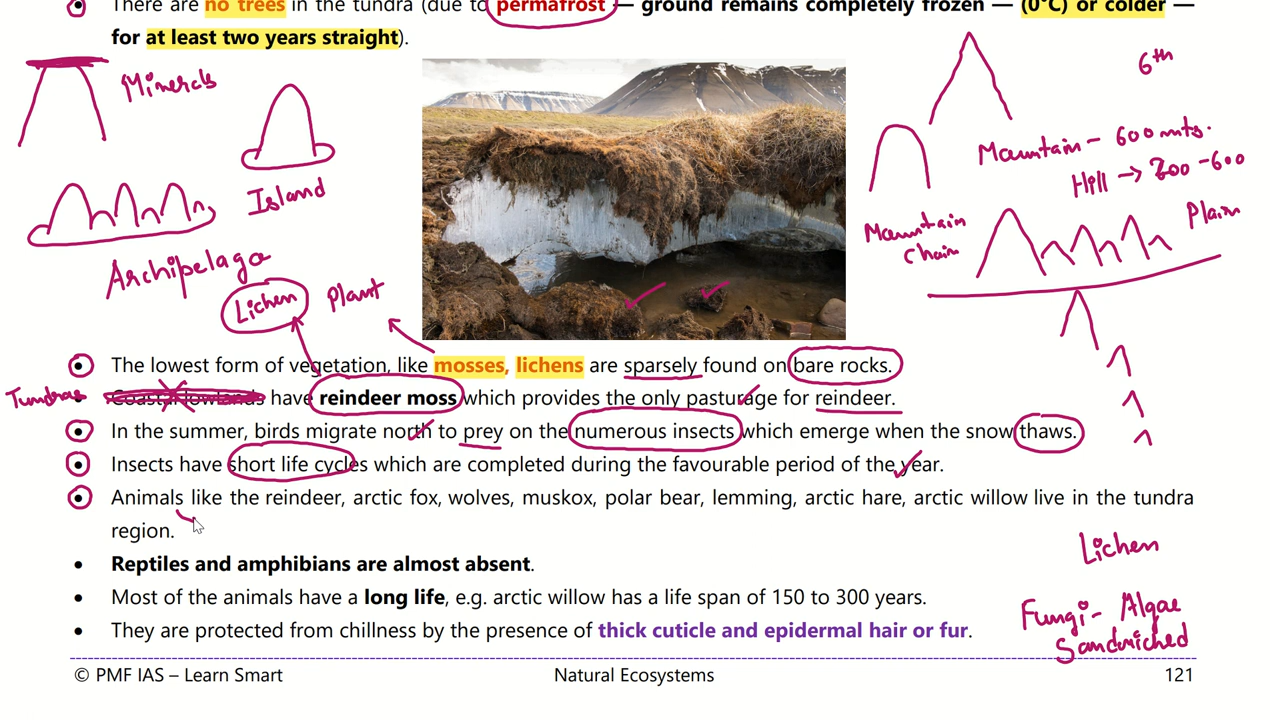 There are no trees in the tundra (due to permafrost — ground remains completely frozen — (0°C) or colder —
for at least two years straight).
Minerals
6th
Mountain - 600 mts.
Hill → 300-600
Island
Plain
Mountain
Chain
Archipelago
Lichen
Plant
• The lowest form of vegetation, like mosses, lichens are sparsely found on bare rocks.
Tundras • Coastal lowlands have reindeer moss which provides the only pasturage for reindeer.
• In the summer, birds migrate north to prey on the numerous insects which emerge when the snow thaws.
• Insects have short life cycles which are completed during the favourable period of the year.
• Animals like the reindeer, arctic fox, wolves, muskox, polar bear, lemming, arctic hare, arctic willow live in the tundra
region.
Lichen
• Reptiles and amphibians are almost absent.
• Most of the animals have a long life, e.g. arctic willow has a life span of 150 to 300 years.
Fungi- Algae
• They are protected from chillness by the presence of thick cuticle and epidermal hair or fur.
Sandwiched
© PMF IAS – Learn Smart
Natural Ecosystems
121